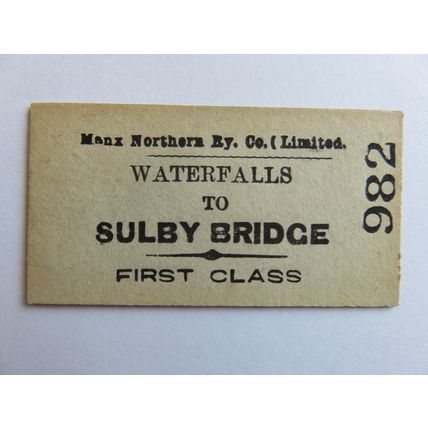 Manx Northern Ry. Co. (Limited.
WATERFALLS
TO
SULBY BRIDGE
FIRST CLASS
982